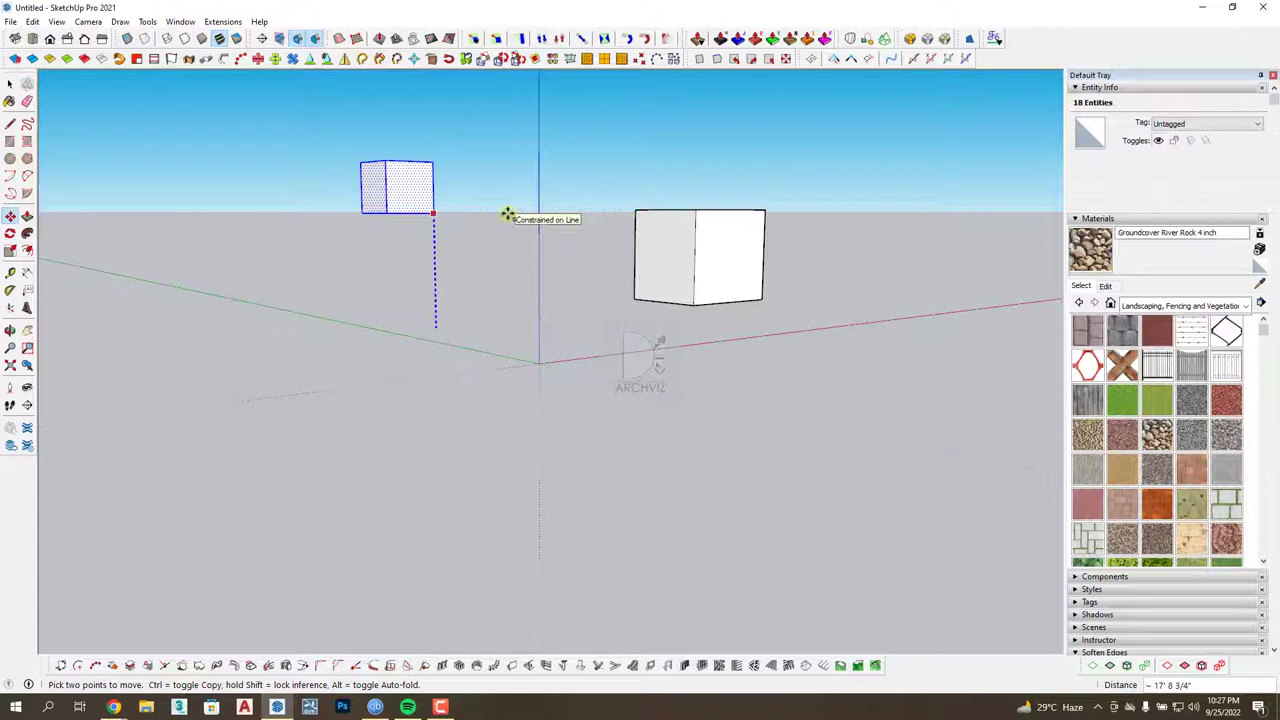 Untitled - SketchUp Pro 2021
File Edit View Camera Draw Tools Window Extensions Help
Default Tray
Entity Info
18 Entities
Tag: Untagged
Toggles:
Constrained on Line
Materials
Groundcover River Rock 4 inch
Select Edit
Landscaping, Fencing and Vegetation
ARCHVIZ
Components
Styles
Tags
Shadows
Scenes
Instructor
Soften Edges
Pick two points to move. Ctrl = toggle Copy, hold Shift = lock inference, Alt = toggle Auto-fold.
Distance ~ 17' 8 3/4"
29°C Haze
10:27 PM
9/25/2022